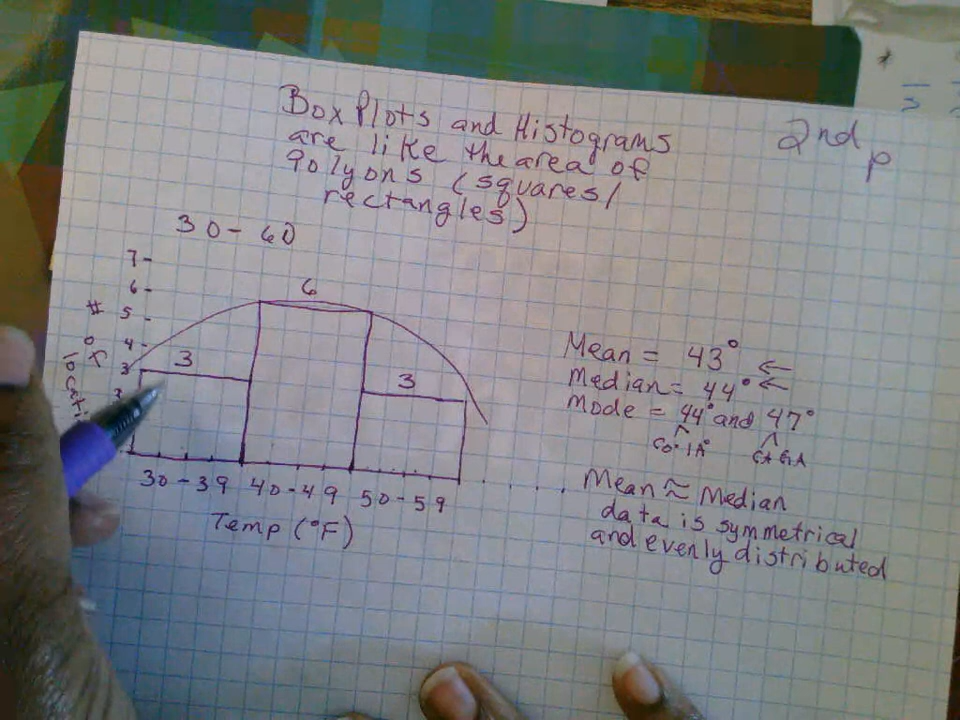 Box Plots and Histograms
are like the area of
Polyons (squares/
rectangles)
2nd p
30-60
7
6
5
4
3
# of
6
3
3
30-39 40-49 50-59
Temp (°F)
Mean = 43° ←
Median = 44° ←
Mode = 44° and 47°
Mean ≈ Median
data is symmetrical
and evenly distributed